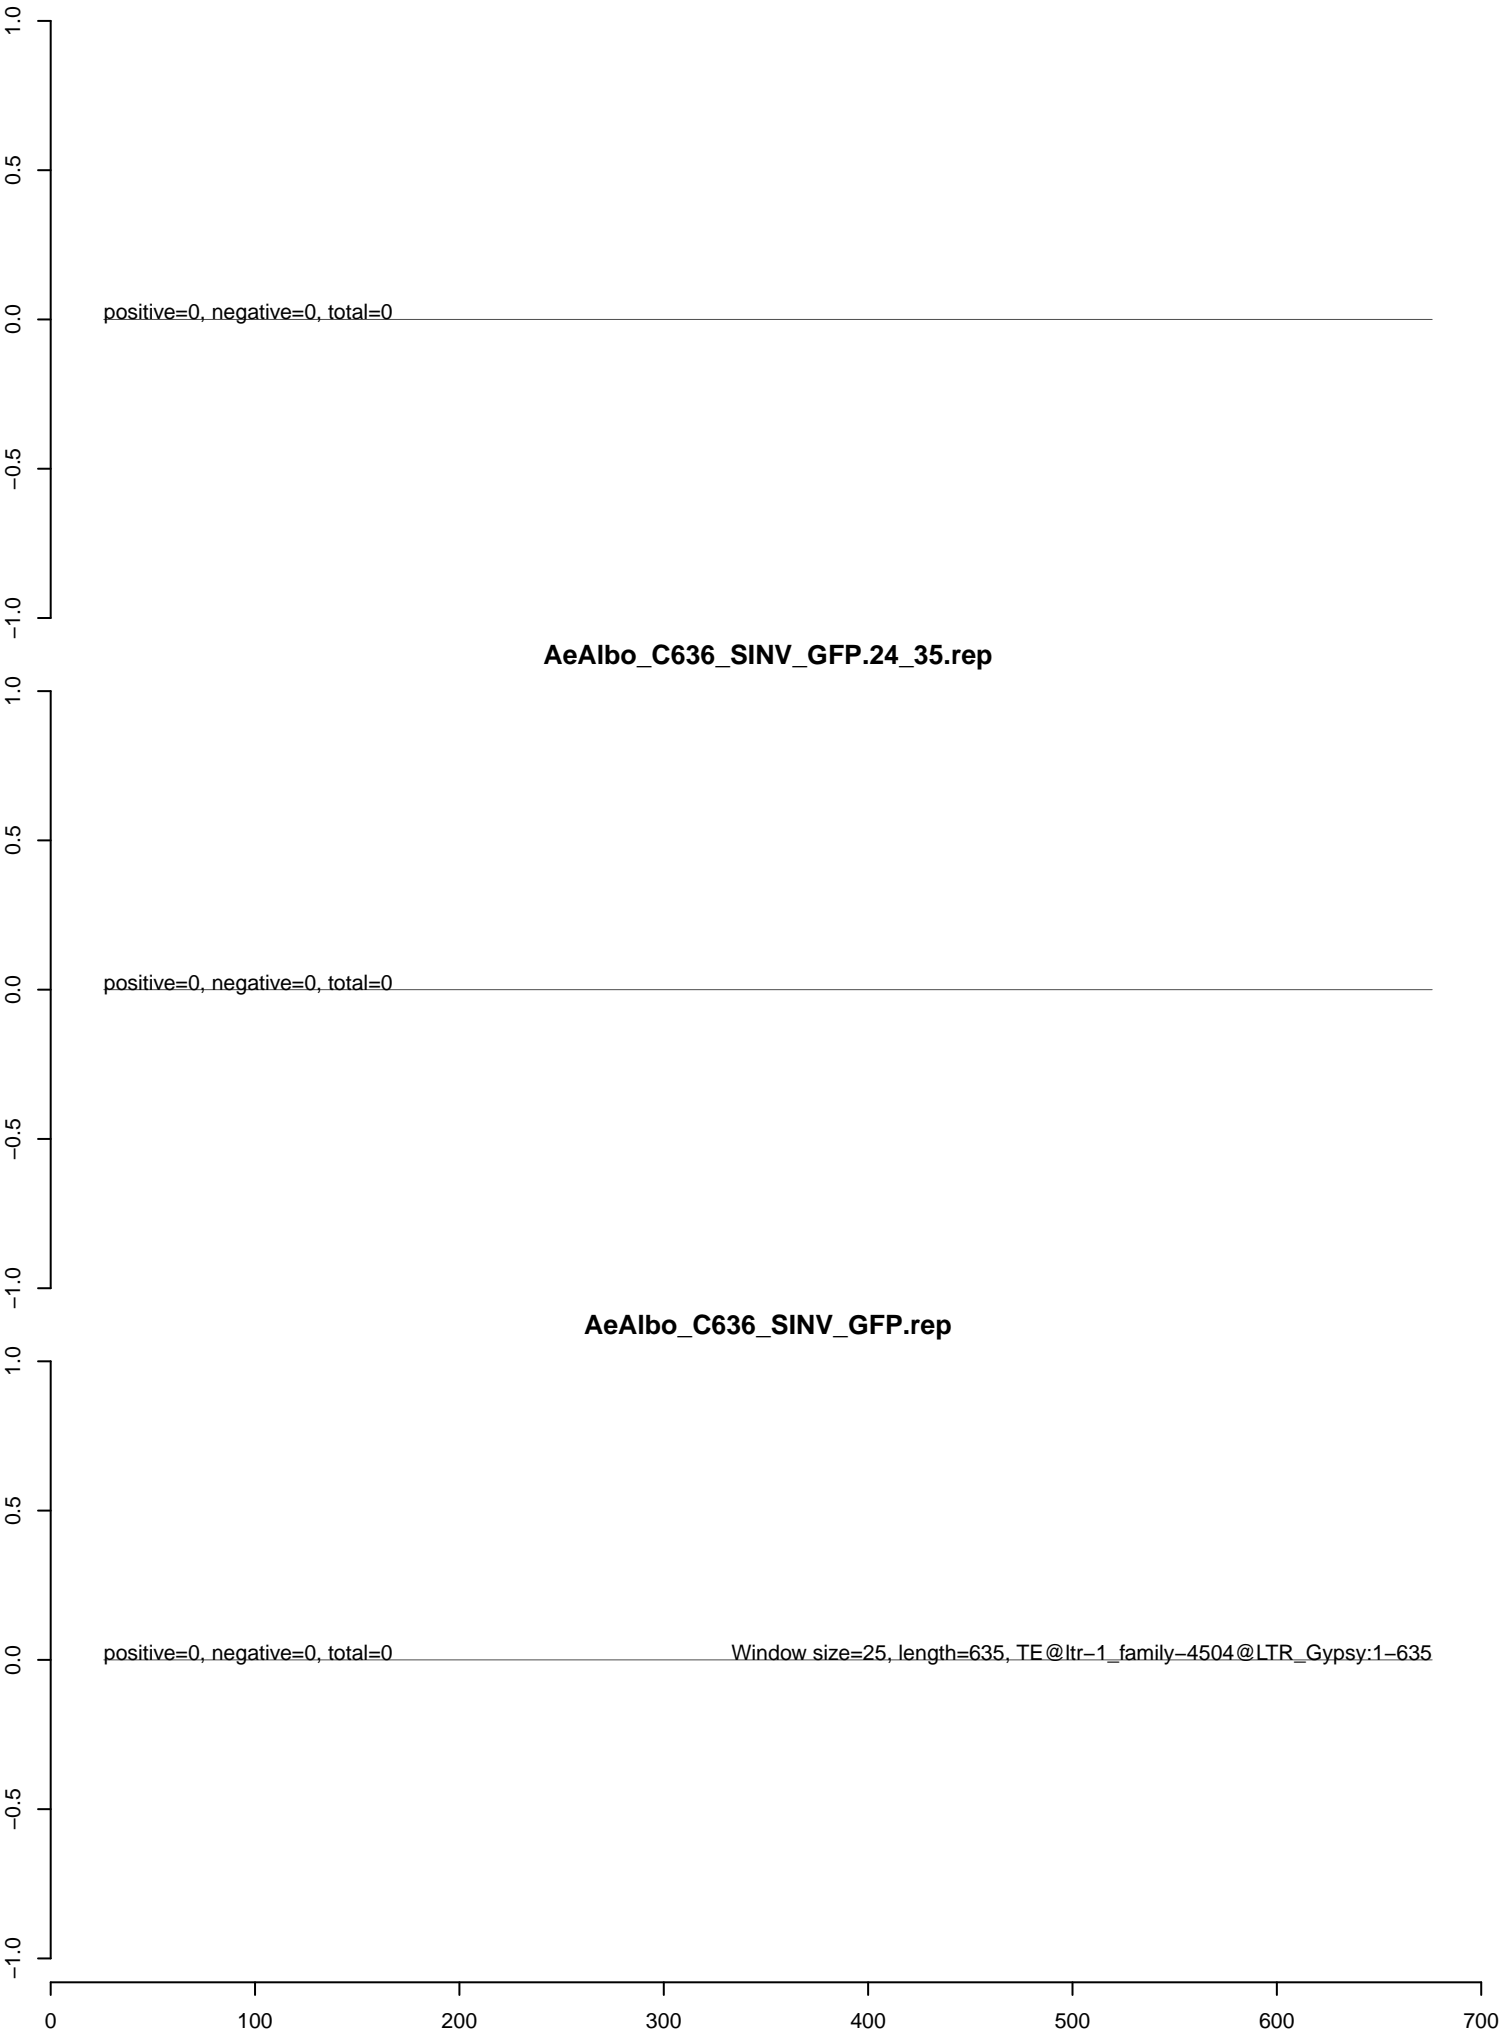 1.0
0.5
0.0
−0.5
−1.0
positive=0, negative=0, total=0
AeAlbo_C636_SINV_GFP.24_35.rep
1.0
0.5
0.0
−0.5
−1.0
positive=0, negative=0, total=0
AeAlbo_C636_SINV_GFP.rep
1.0
0.5
0.0
−0.5
−1.0
positive=0, negative=0, total=0
Window size=25, length=635, TE@ltr−1_family−4504@LTR_Gypsy:1−635
0 100 200 300 400 500 600 700